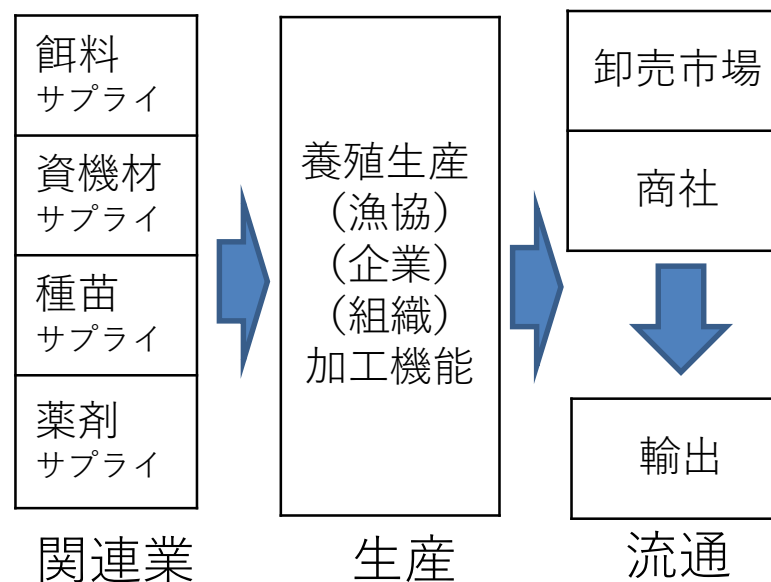 餌料
サプライ
資機材
サプライ
種苗
サプライ
薬剤
サプライ
関連業
養殖生産
（漁協）
（企業）
（組織）
加工機能
生産
卸売市場
商社
輸出
流通